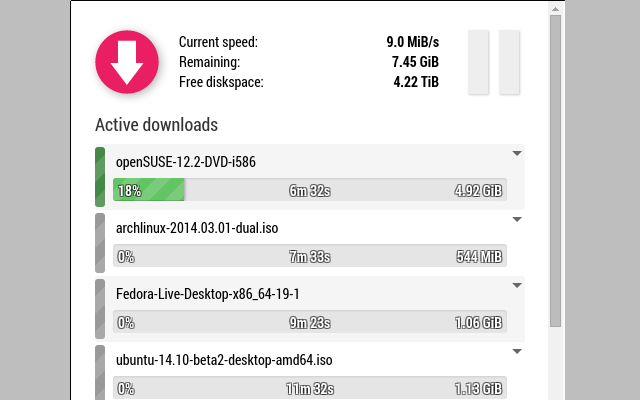 Current speed: 9.0 MiB/s
Remaining: 7.45 GiB
Free diskspace: 4.22 TiB
Active downloads
openSUSE-12.2-DVD-i586
18% 6m 32s 4.92 GiB
archlinux-2014.03.01-dual.iso
0% 7m 33s 544 MiB
Fedora-Live-Desktop-x86_64-19-1
0% 9m 23s 1.06 GiB
ubuntu-14.10-beta2-desktop-amd64.iso
0% 11m 32s 1.13 GiB